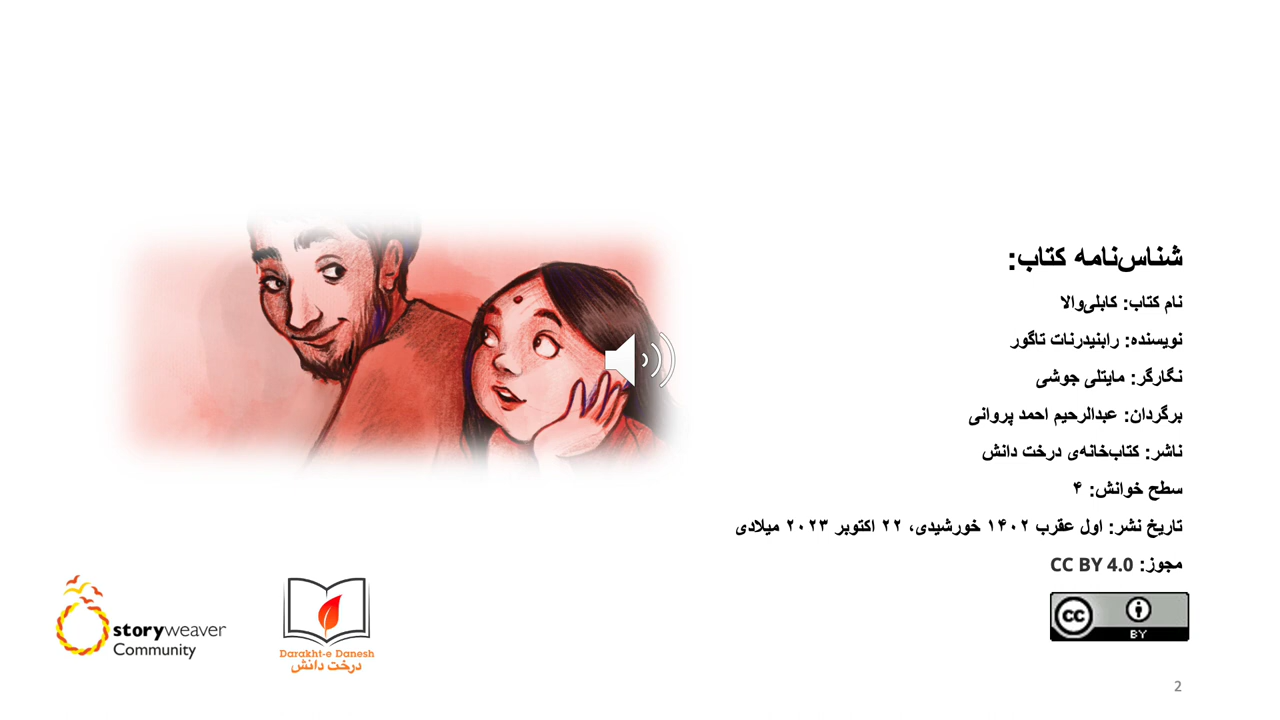 شناس‌نامه کتاب:
نام کتاب: کابلی‌والا
نویسنده: رابنیدرنات تاگور
نگارگر: مایتلی جوشی
برگردان: عبدالرحیم احمد پروانی
ناشر: کتاب‌خانه‌ی درخت دانش
سطح خوانش: ۴
تاریخ نشر: اول عقرب ۱۴۰۲ خورشیدی، ۲۲ اکتوبر ۲۰۲۳ میلادی
مجوز: CC BY 4.0
cc BY
storyweaver
Community
Darakht-e Danesh
درخت دانش
2